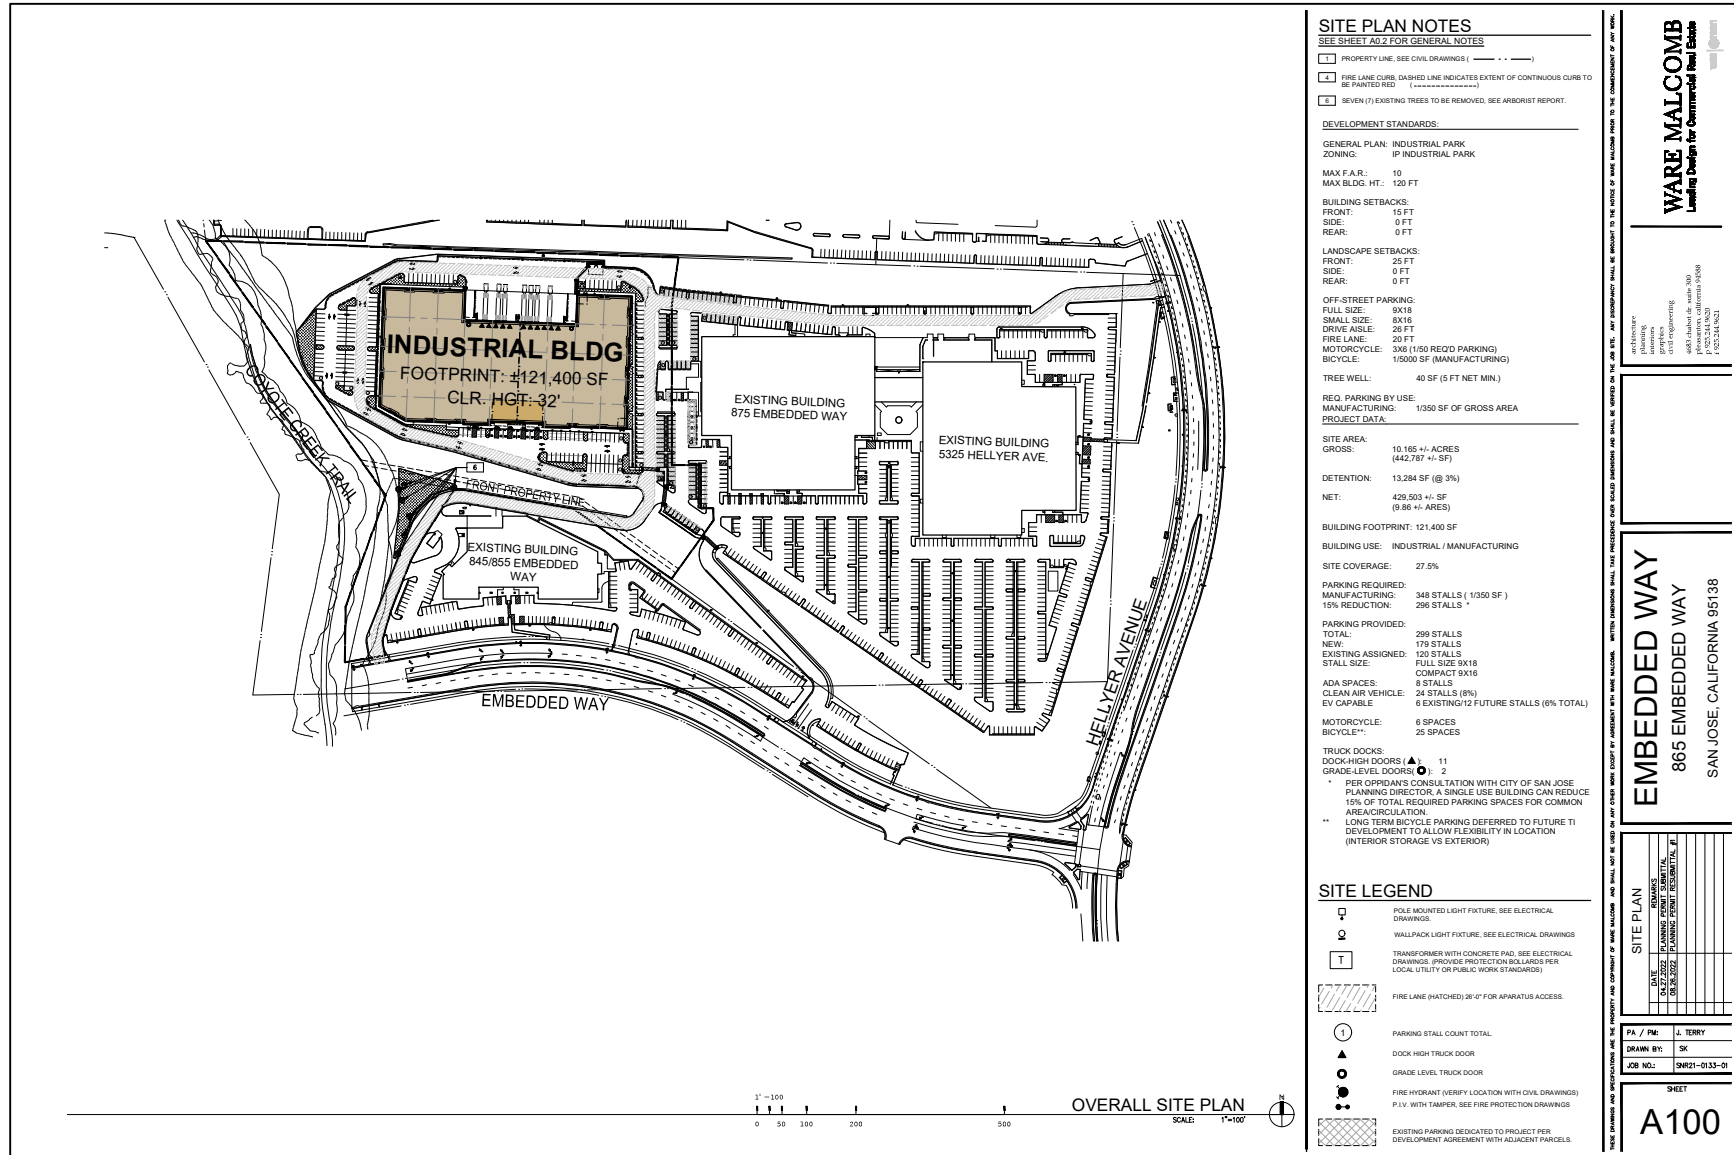 INDUSTRIAL BLDG
FOOTPRINT: ±121,400 SF
CLR. HGT: 32'
COYOTE CREEK TRAIL
6
FRONT PROPERTY LINE
EXISTING BUILDING
845/855 EMBEDDED
WAY
EXISTING BUILDING
875 EMBEDDED WAY
EXISTING BUILDING
5325 HELLYER AVE.
EMBEDDED WAY
HELLYER AVENUE
1" =100
0 50 100 200 500
OVERALL SITE PLAN
SCALE: 1"=100'
N
SITE PLAN NOTES
SEE SHEET A0.2 FOR GENERAL NOTES
1 PROPERTY LINE, SEE CIVIL DRAWINGS ( )
4 FIRE LANE CURB, DASHED LINE INDICATES EXTENT OF CONTINUOUS CURB TO
BE PAINTED RED ( )
6 SEVEN (7) EXISTING TREES TO BE REMOVED, SEE ARBORIST REPORT.
DEVELOPMENT STANDARDS:
GENERAL PLAN: INDUSTRIAL PARK
ZONING: IP INDUSTRIAL PARK
MAX F.A.R.: 10
MAX BLDG. HT.: 120 FT
BUILDING SETBACKS:
FRONT: 15 FT
SIDE: 0 FT
REAR: 0 FT
LANDSCAPE SETBACKS:
FRONT: 25 FT
SIDE: 0 FT
REAR: 0 FT
OFF-STREET PARKING:
FULL SIZE: 9X18
SMALL SIZE: 8X16
DRIVE AISLE: 26 FT
FIRE LANE: 20 FT
MOTORCYCLE: 3X6 (1/50 REQ'D PARKING)
BICYCLE: 1/5000 SF (MANUFACTURING)
TREE WELL: 40 SF (5 FT NET MIN.)
REQ. PARKING BY USE:
MANUFACTURING: 1/350 SF OF GROSS AREA
PROJECT DATA:
SITE AREA:
GROSS: 10.165 +/- ACRES
(442,787 +/- SF)
DETENTION: 13,284 SF (@ 3%)
NET: 429,503 +/- SF
(9.86 +/- ARES)
BUILDING FOOTPRINT: 121,400 SF
BUILDING USE: INDUSTRIAL / MANUFACTURING
SITE COVERAGE: 27.5%
PARKING REQUIRED:
MANUFACTURING: 348 STALLS ( 1/350 SF )
15% REDUCTION: 296 STALLS *
PARKING PROVIDED:
TOTAL: 299 STALLS
NEW: 179 STALLS
EXISTING ASSIGNED: 120 STALLS
STALL SIZE: FULL SIZE 9X18
COMPACT 9X16
ADA SPACES: 8 STALLS
CLEAN AIR VEHICLE: 24 STALLS (8%)
EV CAPABLE 6 EXISTING/12 FUTURE STALLS (6% TOTAL)
MOTORCYCLE: 6 SPACES
BICYCLE**: 25 SPACES
TRUCK DOCKS:
DOCK-HIGH DOORS ( ): 11
GRADE-LEVEL DOORS( ): 2
* PER OPPIDAN'S CONSULTATION WITH CITY OF SAN JOSE
PLANNING DIRECTOR, A SINGLE USE BUILDING CAN REDUCE
15% OF TOTAL REQUIRED PARKING SPACES FOR COMMON
AREA/CIRCULATION.
** LONG TERM BICYCLE PARKING DEFERRED TO FUTURE TI
DEVELOPMENT TO ALLOW FLEXIBILITY IN LOCATION
(INTERIOR STORAGE VS EXTERIOR)
SITE LEGEND
POLE MOUNTED LIGHT FIXTURE, SEE ELECTRICAL
DRAWINGS.
WALLPACK LIGHT FIXTURE, SEE ELECTRICAL DRAWINGS
T TRANSFORMER WITH CONCRETE PAD, SEE ELECTRICAL
DRAWINGS. (PROVIDE PROTECTION BOLLARDS PER
LOCAL UTILITY OR PUBLIC WORK STANDARDS)
FIRE LANE (HATCHED) 26'-0" FOR APPARATUS ACCESS.
1 PARKING STALL COUNT TOTAL.
DOCK HIGH TRUCK DOOR
GRADE LEVEL TRUCK DOOR
FIRE HYDRANT (VERIFY LOCATION WITH CIVIL DRAWINGS)
P.I.V. WITH TAMPER, SEE FIRE PROTECTION DRAWINGS
EXISTING PARKING DEDICATED TO PROJECT PER
DEVELOPMENT AGREEMENT WITH ADJACENT PARCELS.
WARE MALCOMB
Leading Design for Commercial Real Estate
architecture
planning
interiors
graphics
civil engineering
4683 chabot dr. suite 300
pleasanton, california 94588
p 925.244.9620
f 925.244.9621
EMBEDDED WAY
865 EMBEDDED WAY
SAN JOSE, CALIFORNIA 95138
SITE PLAN
DATE REMARKS
04.27.2022 PLANNING PERMIT SUBMITTAL
08.26.2022 PLANNING PERMIT RESUBMITTAL #1
PA / PM: J. TERRY
DRAWN BY: SK
JOB NO.: SNR21-0133-01
SHEET
A100